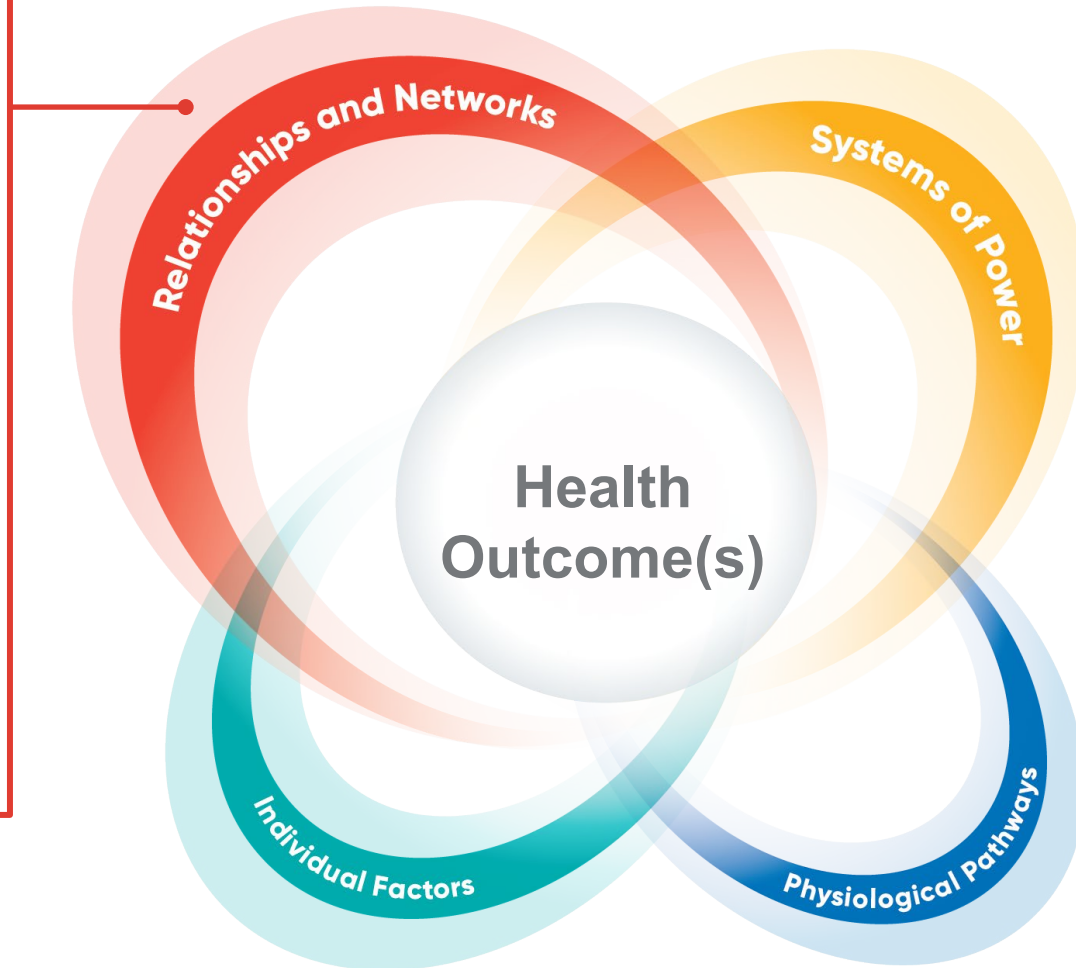 Relationships and Networks
Systems of Power
Health
Outcome(s)
Individual Factors
Physiological Pathways